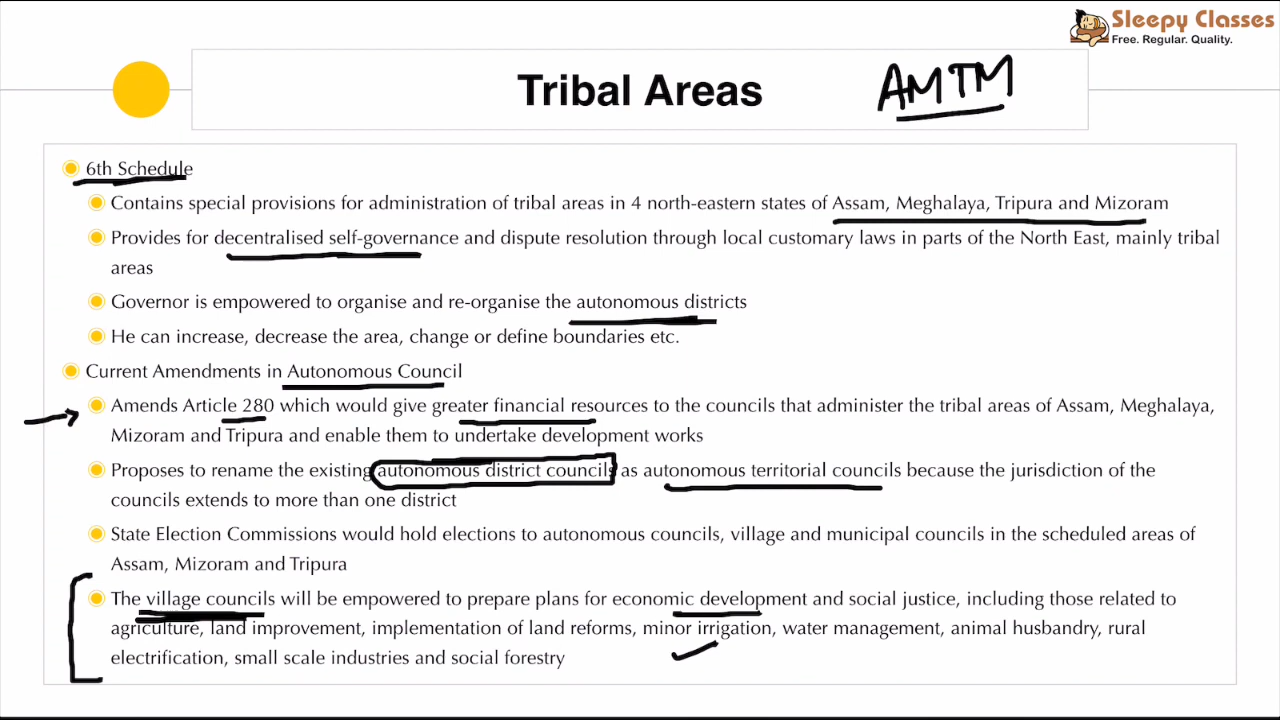 Sleepy Classes
Free. Regular. Quality.
Tribal Areas
AMTM
6th Schedule
Contains special provisions for administration of tribal areas in 4 north-eastern states of Assam, Meghalaya, Tripura and Mizoram
Provides for decentralised self-governance and dispute resolution through local customary laws in parts of the North East, mainly tribal
areas
Governor is empowered to organise and re-organise the autonomous districts
He can increase, decrease the area, change or define boundaries etc.
Current Amendments in Autonomous Council
Amends Article 280 which would give greater financial resources to the councils that administer the tribal areas of Assam, Meghalaya,
Mizoram and Tripura and enable them to undertake development works
Proposes to rename the existing autonomous district councils as autonomous territorial councils because the jurisdiction of the
councils extends to more than one district
State Election Commissions would hold elections to autonomous councils, village and municipal councils in the scheduled areas of
Assam, Mizoram and Tripura
The village councils will be empowered to prepare plans for economic development and social justice, including those related to
agriculture, land improvement, implementation of land reforms, minor irrigation, water management, animal husbandry, rural
electrification, small scale industries and social forestry